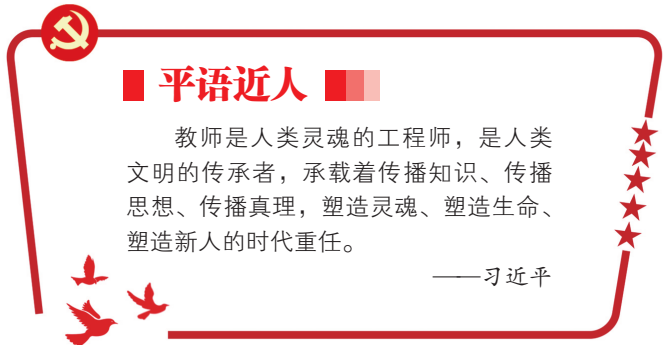 平语近人
教师是人类灵魂的工程师，是人类
文明的传承者，承载着传播知识、传播
思想、传播真理，塑造灵魂、塑造生命、
塑造新人的时代重任。
——习近平